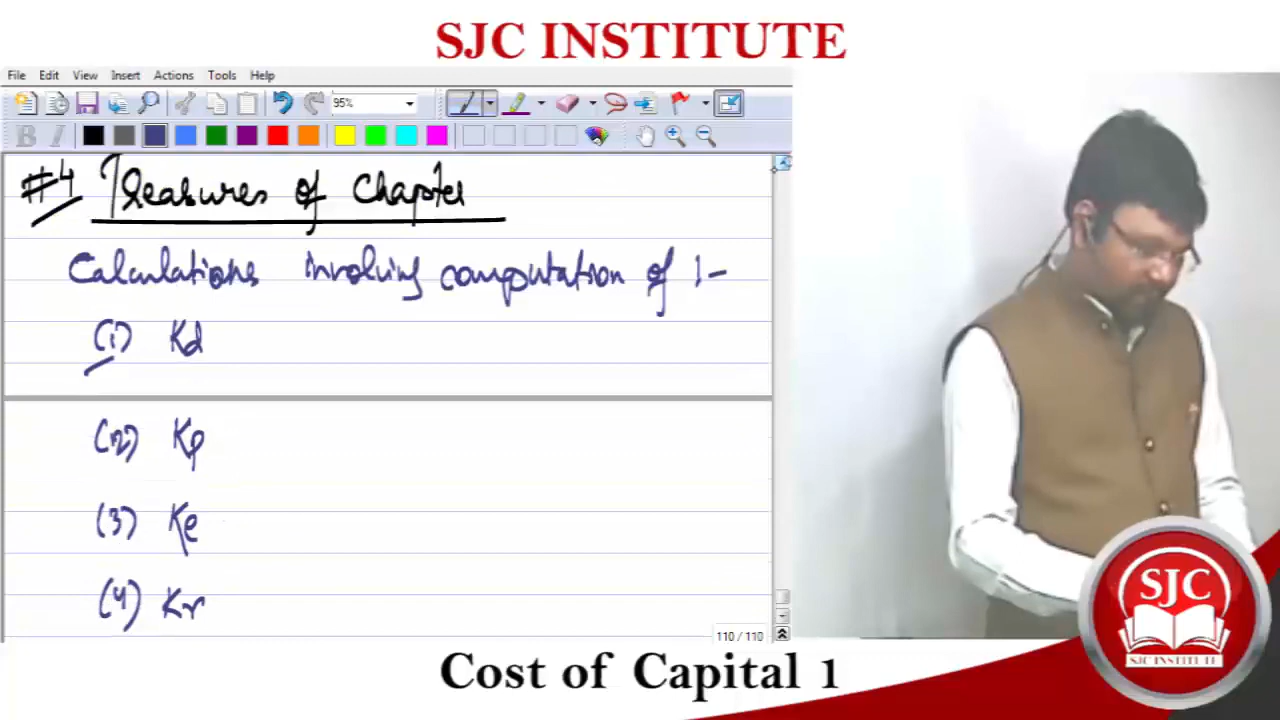 SJC INSTITUTE
File Edit View Insert Actions Tools Help
95%
B I
#4 Treasures of Chapter
Calculations involving computation of :-
(1) Kd
(2) Kp
(3) Ke
(4) Kr
110 / 110
SJC
SJC INSTITUTE
Cost of Capital 1